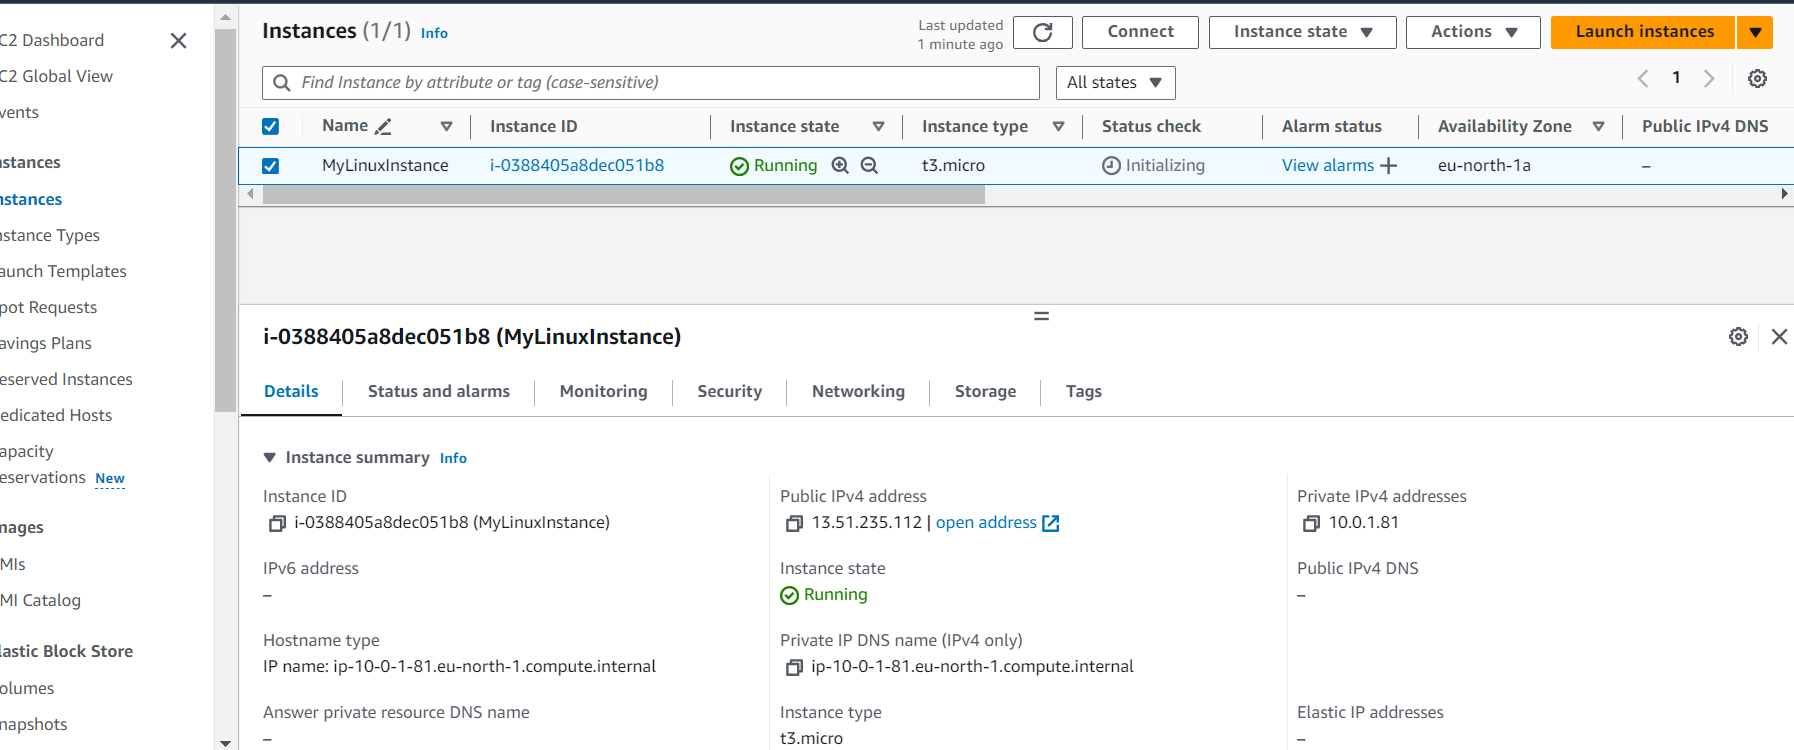 C2 Dashboard
C2 Global View
vents
nstances
nstances
nstance Types
aunch Templates
pot Requests
avings Plans
eserved Instances
edicated Hosts
apacity
eservations New
mages
MIs
MI Catalog
lastic Block Store
olumes
napshots
Instances (1/1) Info
Last updated
1 minute ago
Connect
Instance state
Actions
Launch instances
Find Instance by attribute or tag (case-sensitive)
All states
1
Name Instance ID Instance state Instance type Status check Alarm status Availability Zone Public IPv4 DNS
MyLinuxInstance i-0388405a8dec051b8 Running t3.micro Initializing View alarms + eu-north-1a –
i-0388405a8dec051b8 (MyLinuxInstance)
Details Status and alarms Monitoring Security Networking Storage Tags
Instance summary Info
Instance ID
i-0388405a8dec051b8 (MyLinuxInstance)
Public IPv4 address
13.51.235.112 | open address
Private IPv4 addresses
10.0.1.81
IPv6 address
–
Instance state
Running
Public IPv4 DNS
–
Hostname type
IP name: ip-10-0-1-81.eu-north-1.compute.internal
Private IP DNS name (IPv4 only)
ip-10-0-1-81.eu-north-1.compute.internal
Answer private resource DNS name
–
Instance type
t3.micro
Elastic IP addresses
–